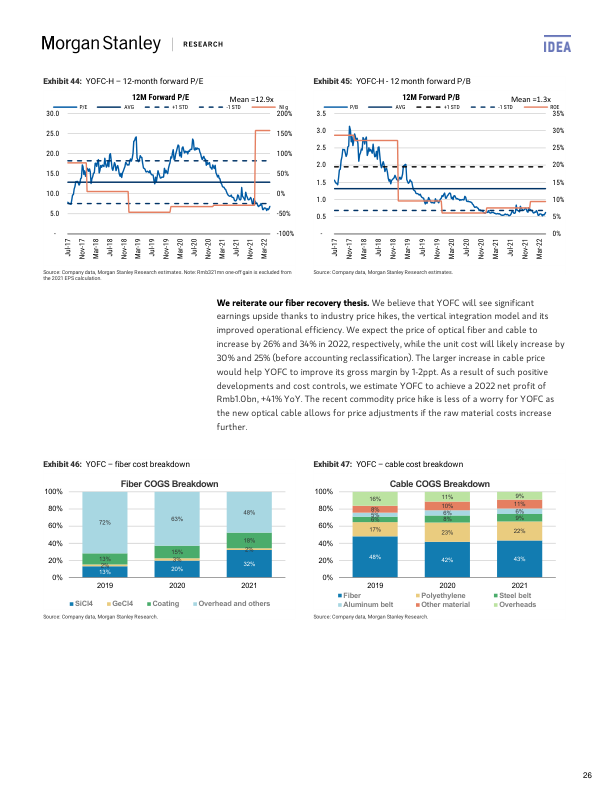 Morgan Stanley | RESEARCH
IDEA
Exhibit 44: YOFC-H – 12-month forward P/E
12M Forward P/E
Mean =12.9x
P/E AVG +1 STD -1 STD NI g
30.0
25.0
20.0
15.0
10.0
5.0
-
200%
150%
100%
50%
0%
-50%
-100%
Jul-17 Nov-17 Mar-18 Jul-18 Nov-18 Mar-19 Jul-19 Nov-19 Mar-20 Jul-20 Nov-20 Mar-21 Jul-21 Nov-21 Mar-22
Source: Company data, Morgan Stanley Research estimates. Note: Rmb321mn one-off gain is excluded from
the 2021 EPS calculation.
Exhibit 45: YOFC-H - 12 month forward P/B
12M Forward P/B
Mean =1.3x
P/B AVG +1 STD -1 STD ROE
3.5
3.0
2.5
2.0
1.5
1.0
0.5
-
35%
30%
25%
20%
15%
10%
5%
0%
Jul-17 Nov-17 Mar-18 Jul-18 Nov-18 Mar-19 Jul-19 Nov-19 Mar-20 Jul-20 Nov-20 Mar-21 Jul-21 Nov-21 Mar-22
Source: Company data, Morgan Stanley Research estimates.
We reiterate our fiber recovery thesis. We believe that YOFC will see significant
earnings upside thanks to industry price hikes, the vertical integration model and its
improved operational efficiency. We expect the price of optical fiber and cable to
increase by 26% and 34% in 2022, respectively, while the unit cost will likely increase by
30% and 25% (before accounting reclassification). The larger increase in cable price
would help YOFC to improve its gross margin by 1-2ppt. As a result of such positive
developments and cost controls, we estimate YOFC to achieve a 2022 net profit of
Rmb1.0bn, +41% YoY. The recent commodity price hike is less of a worry for YOFC as
the new optical cable allows for price adjustments if the raw material costs increase
further.
Exhibit 46: YOFC – fiber cost breakdown
Fiber COGS Breakdown
100%
80%
60%
40%
20%
0%
72%
13%
2%
13%
63%
15%
3%
20%
48%
18%
2%
32%
2019 2020 2021
SiCl4 GeCl4 Coating Overhead and others
Source: Company data, Morgan Stanley Research.
Exhibit 47: YOFC – cable cost breakdown
Cable COGS Breakdown
100%
80%
60%
40%
20%
0%
16%
8%
5%
6%
17%
48%
11%
10%
6%
8%
23%
42%
9%
11%
6%
9%
22%
43%
2019 2020 2021
Fiber Polyethylene Steel belt
Aluminum belt Other material Overheads
Source: Company data, Morgan Stanley Research.
26